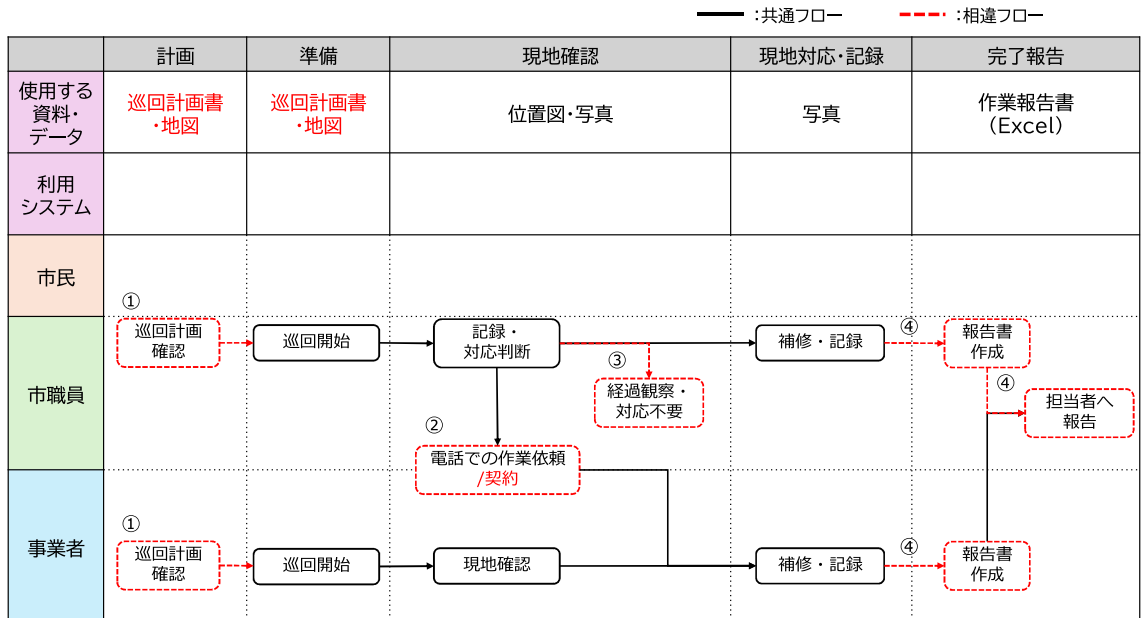 :共通フロー
:相違フロー
計画
準備
現地確認
現地対応・記録
完了報告
使用する
資料・
データ
巡回計画書
・地図
巡回計画書
・地図
位置図・写真
写真
作業報告書
(Excel)
利用
システム
市民
市職員
①
巡回計画
確認
巡回開始
記録・
対応判断
③
経過観察・
対応不要
②
電話での作業依頼
/契約
補修・記録
④
報告書
作成
④
担当者へ
報告
事業者
①
巡回計画
確認
巡回開始
現地確認
補修・記録
④
報告書
作成